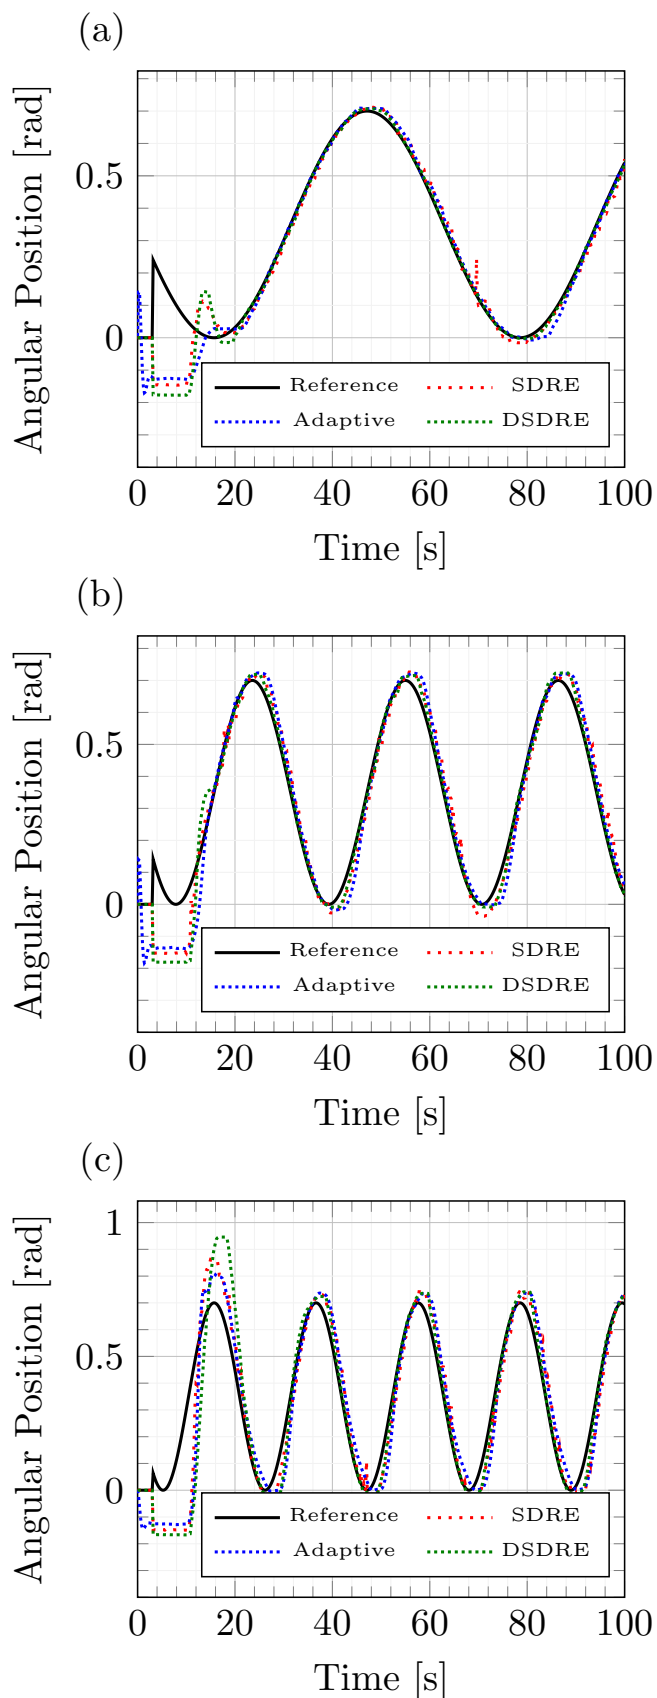 (a)
Angular Position [rad]
0.5
0
Reference SDRE
Adaptive DSDRE
0 20 40 60 80 100
Time [s]
(b)
Angular Position [rad]
0.5
0
Reference SDRE
Adaptive DSDRE
0 20 40 60 80 100
Time [s]
(c)
Angular Position [rad]
1
0.5
0
Reference SDRE
Adaptive DSDRE
0 20 40 60 80 100
Time [s]